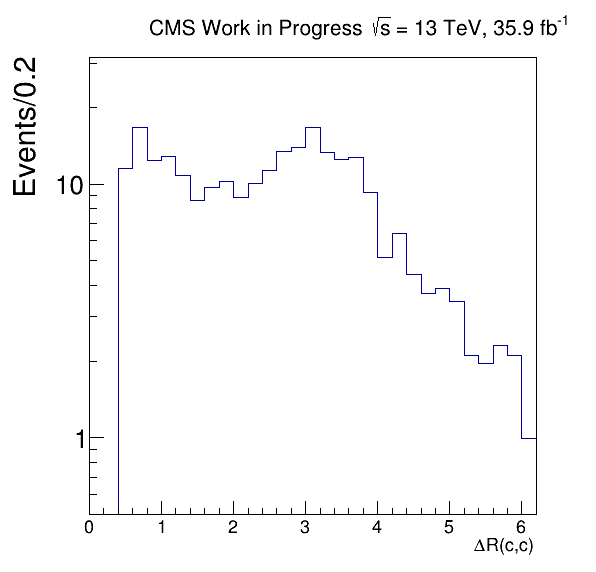 CMS Work in Progress √s = 13 TeV, 35.9 fb⁻¹
Events/0.2
10
1
0 1 2 3 4 5 6
ΔR(c,c)